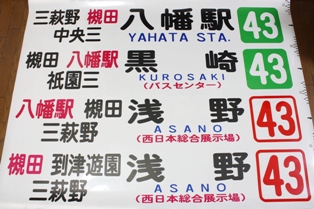 三萩野 槻田 八幡駅 43
中央三 YAHATA STA.
槻田 八幡駅 黒崎 43
祇園三 KUROSAKI
(バスセンター)
八幡駅 槻田 浅野 43
三萩野 ASANO
(西日本総合展示場)
槻田 到津遊園 浅野 43
三萩野 ASANO
(西日本総合展示場)